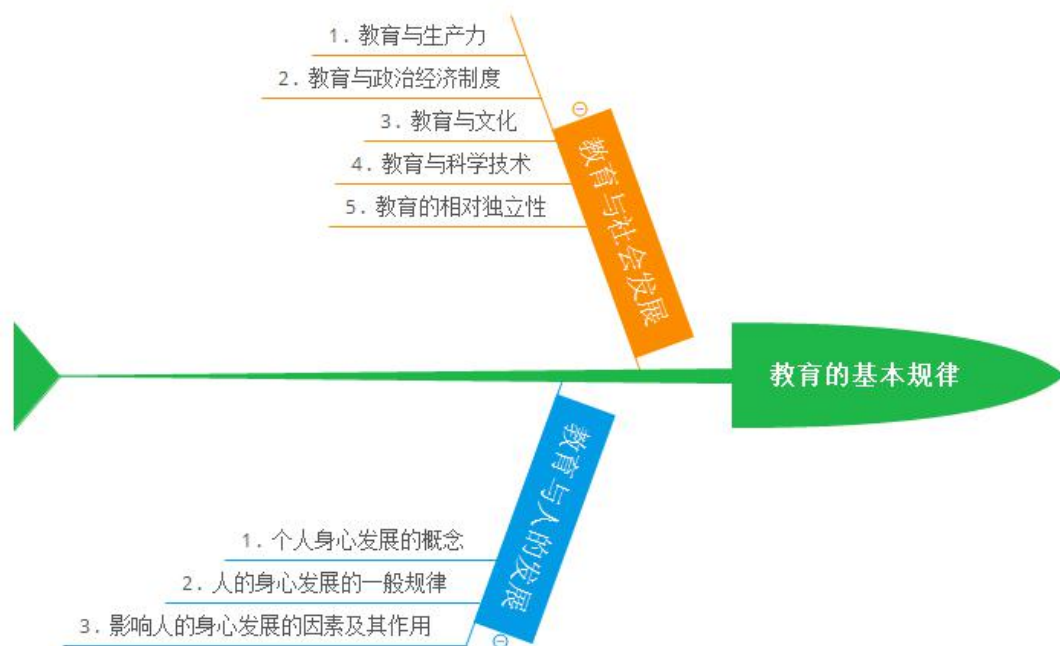 1. 教育与生产力
2. 教育与政治经济制度
3. 教育与文化
4. 教育与科学技术
5. 教育的相对独立性
教育与社会发展
教育的基本规律
教育与人的发展
1. 个人身心发展的概念
2. 人的身心发展的一般规律
3. 影响人的身心发展的因素及其作用